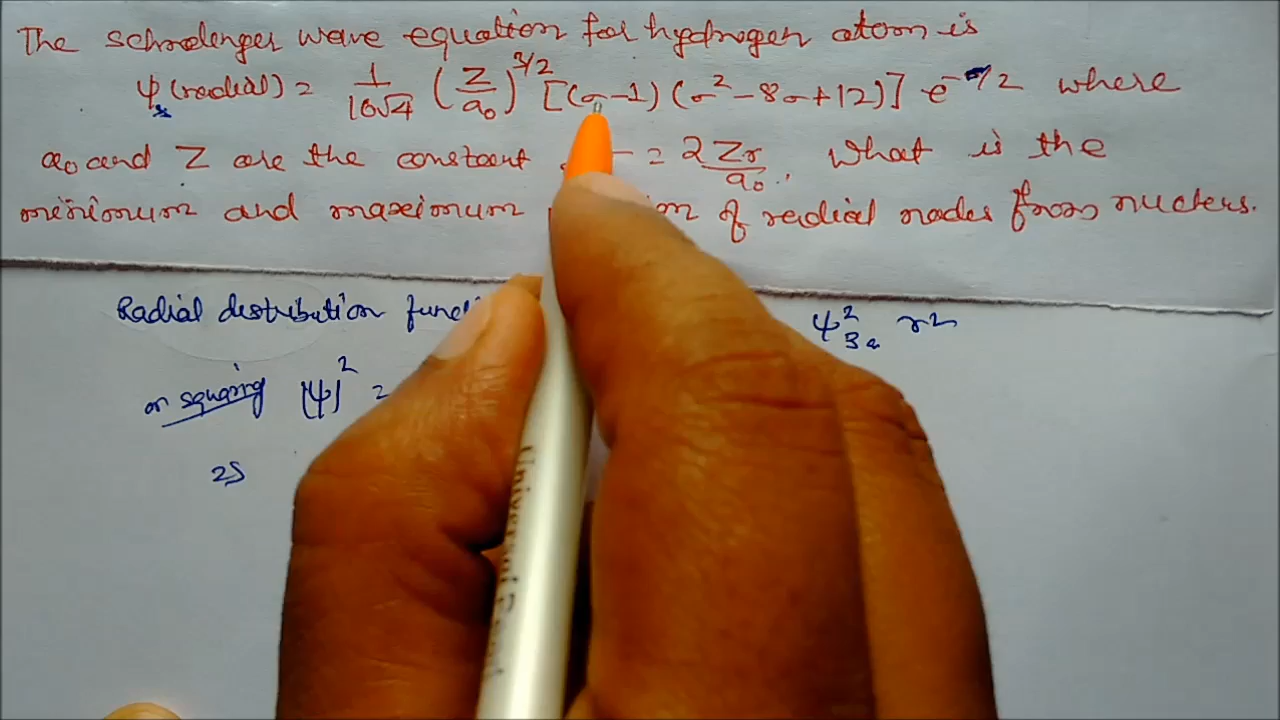 The schrodenger wave equation for hydrogen atom is
ψ (radial) = 1/16√4 (Z/a₀)^3/2 [(σ-1) (σ²-8σ+12)] e^-σ/2 where
a₀ and Z are the constant = 2Zr/a₀. What is the
minimum and maximum of radial nodes from nucleus.
Radial distribution ψ² r²
on squaring |ψ|² =
2S